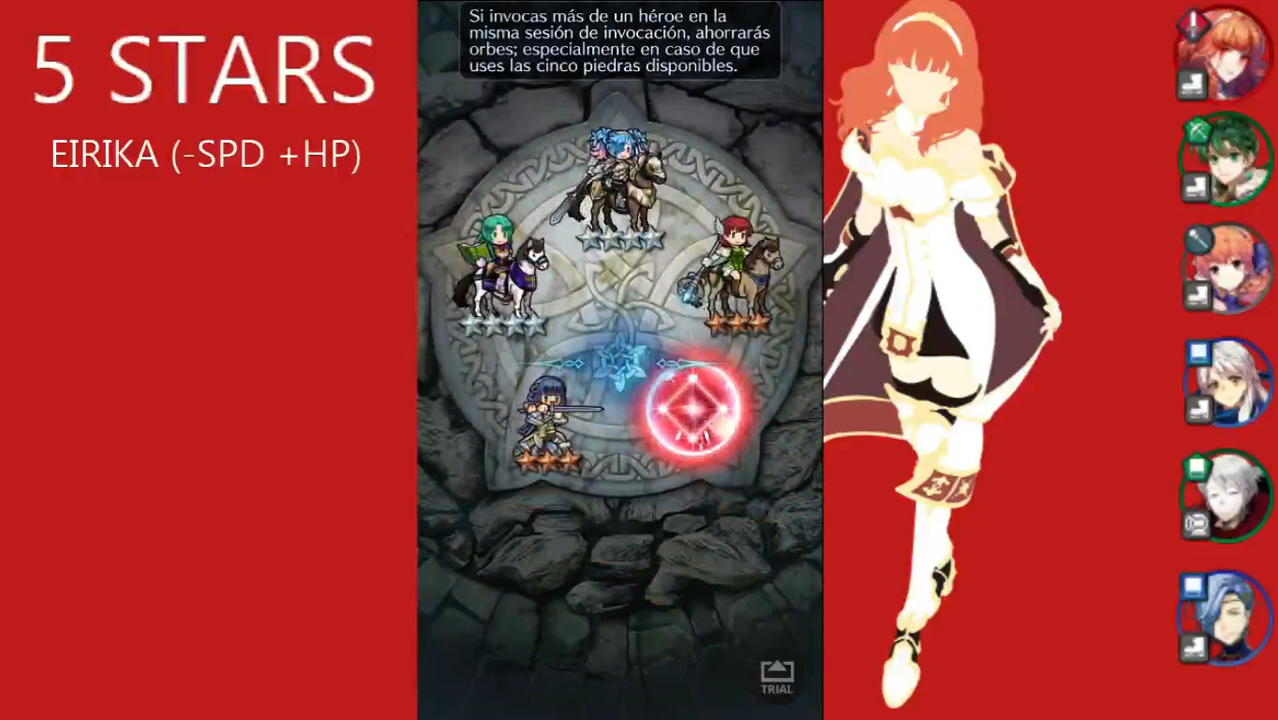 5 STARS
EIRIKA (-SPD +HP)
Si invocas más de un héroe en la
misma sesión de invocación, ahorrarás
orbes; especialmente en caso de que
uses las cinco piedras disponibles.
TRIAL